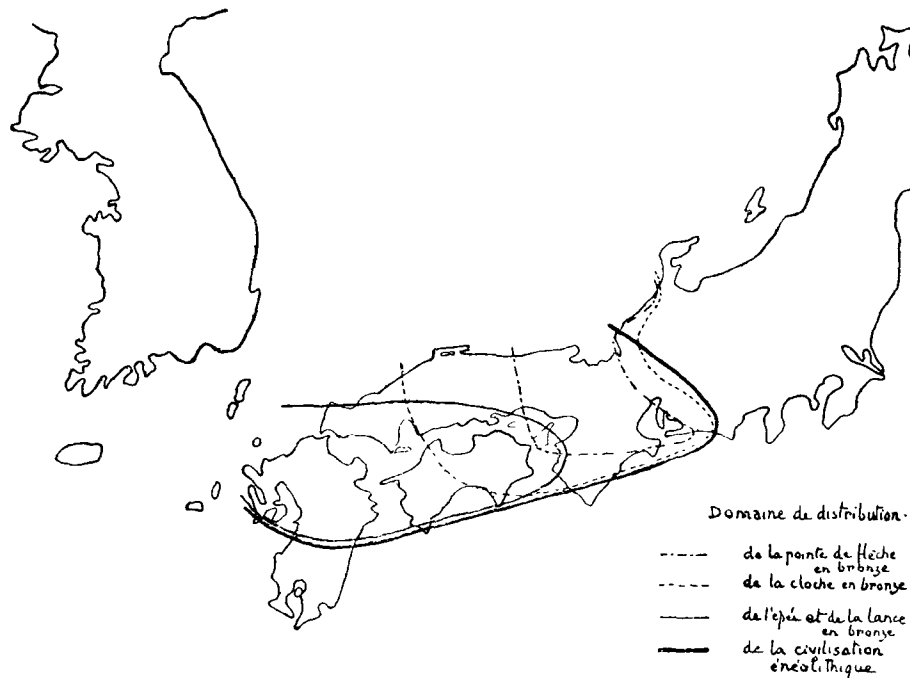 Domaine de distribution.
de la pointe de flèche
en bronze
de la cloche en bronze
de l'epée et de la lance
en bronze
de la civilisation
énéolithique